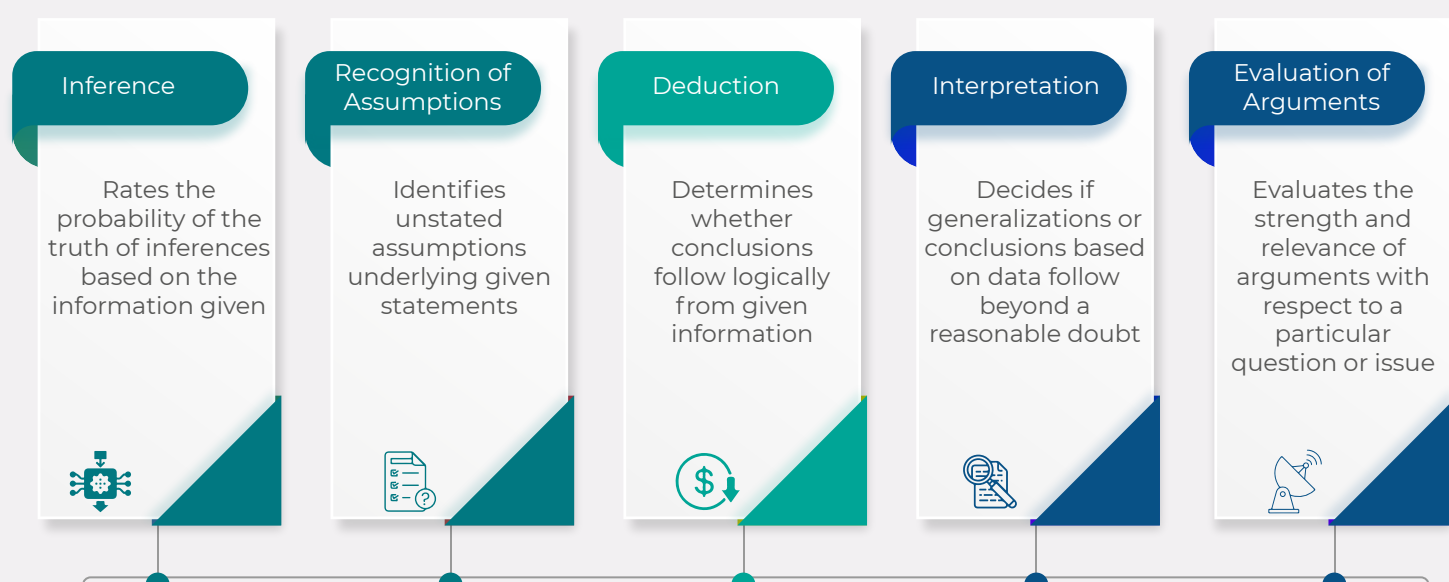 Inference
Rates the
probability of the
truth of inferences
based on the
information given
Recognition of
Assumptions
Identifies
unstated
assumptions
underlying given
statements
?
Deduction
Determines
whether
conclusions
follow logically
from given
information
$
Interpretation
Decides if
generalizations or
conclusions based
on data follow
beyond a
reasonable doubt
Evaluation of
Arguments
Evaluates the
strength and
relevance of
arguments with
respect to a
particular
question or issue